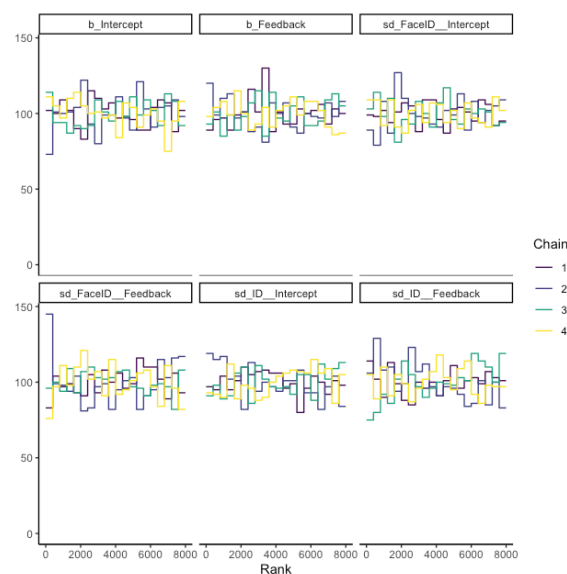 b_Intercept b_Feedback sd_FaceID__Intercept
150
100
50
0
sd_FaceID__Feedback sd_ID__Intercept sd_ID__Feedback
150
100
50
0
0 2000 4000 6000 8000 0 2000 4000 6000 8000 0 2000 4000 6000 8000
Rank
Chain
1
2
3
4